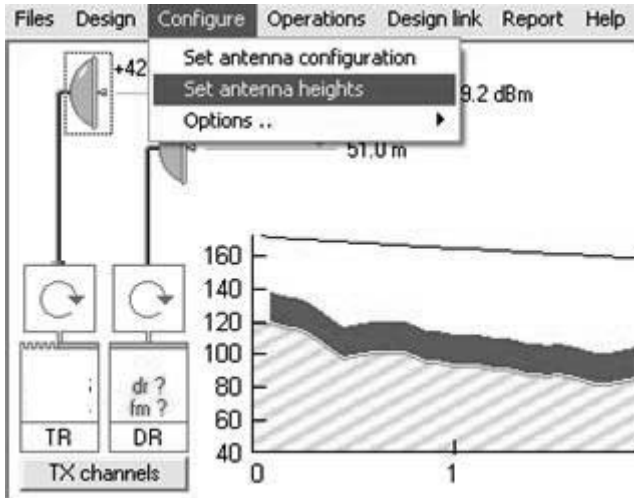 Files Design Configure Operations Design link Report Help
Set antenna configuration
+42
Set antenna heights
9.2 dBm
Options ..
51.0 m
160
140
120
100
80
60
40
0 1
dr ?
fm ?
TR DR
TX channels